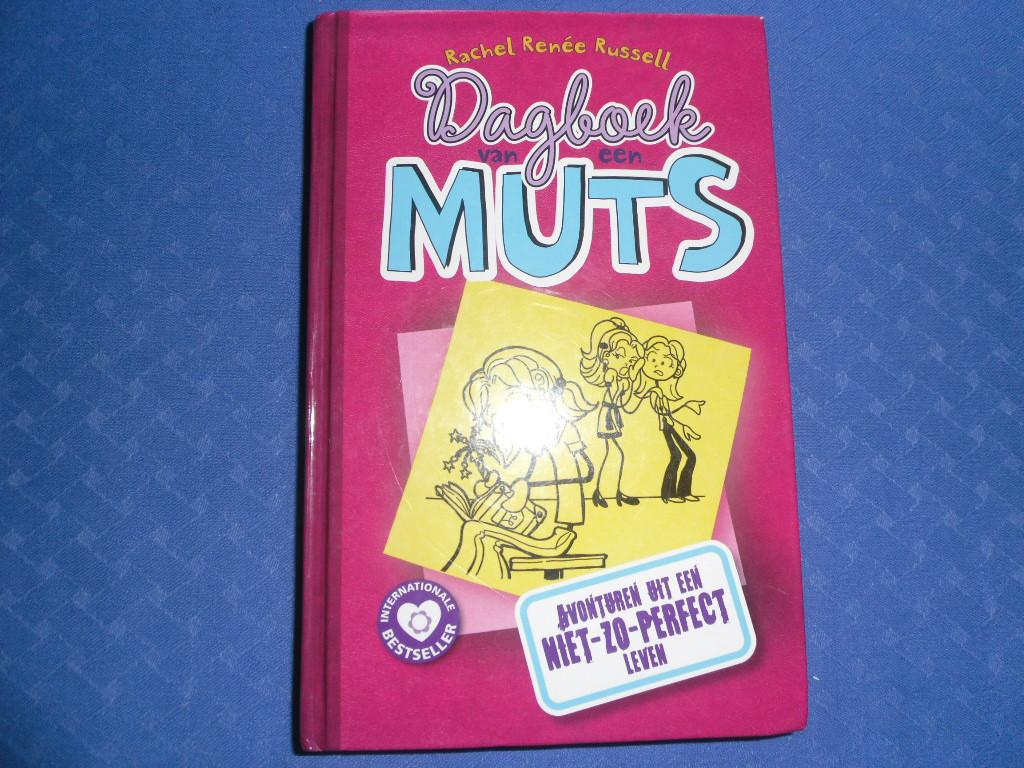 Rachel Renée Russell
Dagboek
van een
MUTS
INTERNATIONALE
BESTSELLER
AVONTUREN UIT EEN
NIET-ZO-PERFECT
LEVEN